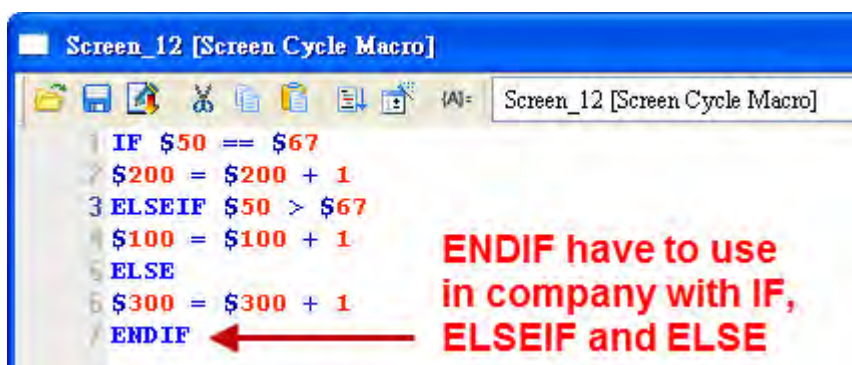 Screen_12 [Screen Cycle Macro]
{A}= Screen_12 [Screen Cycle Macro]
1 IF $50 == $67
2 $200 = $200 + 1
3 ELSEIF $50 > $67
4 $100 = $100 + 1
5 ELSE
6 $300 = $300 + 1
7 ENDIF
ENDIF have to use
in company with IF,
ELSEIF and ELSE